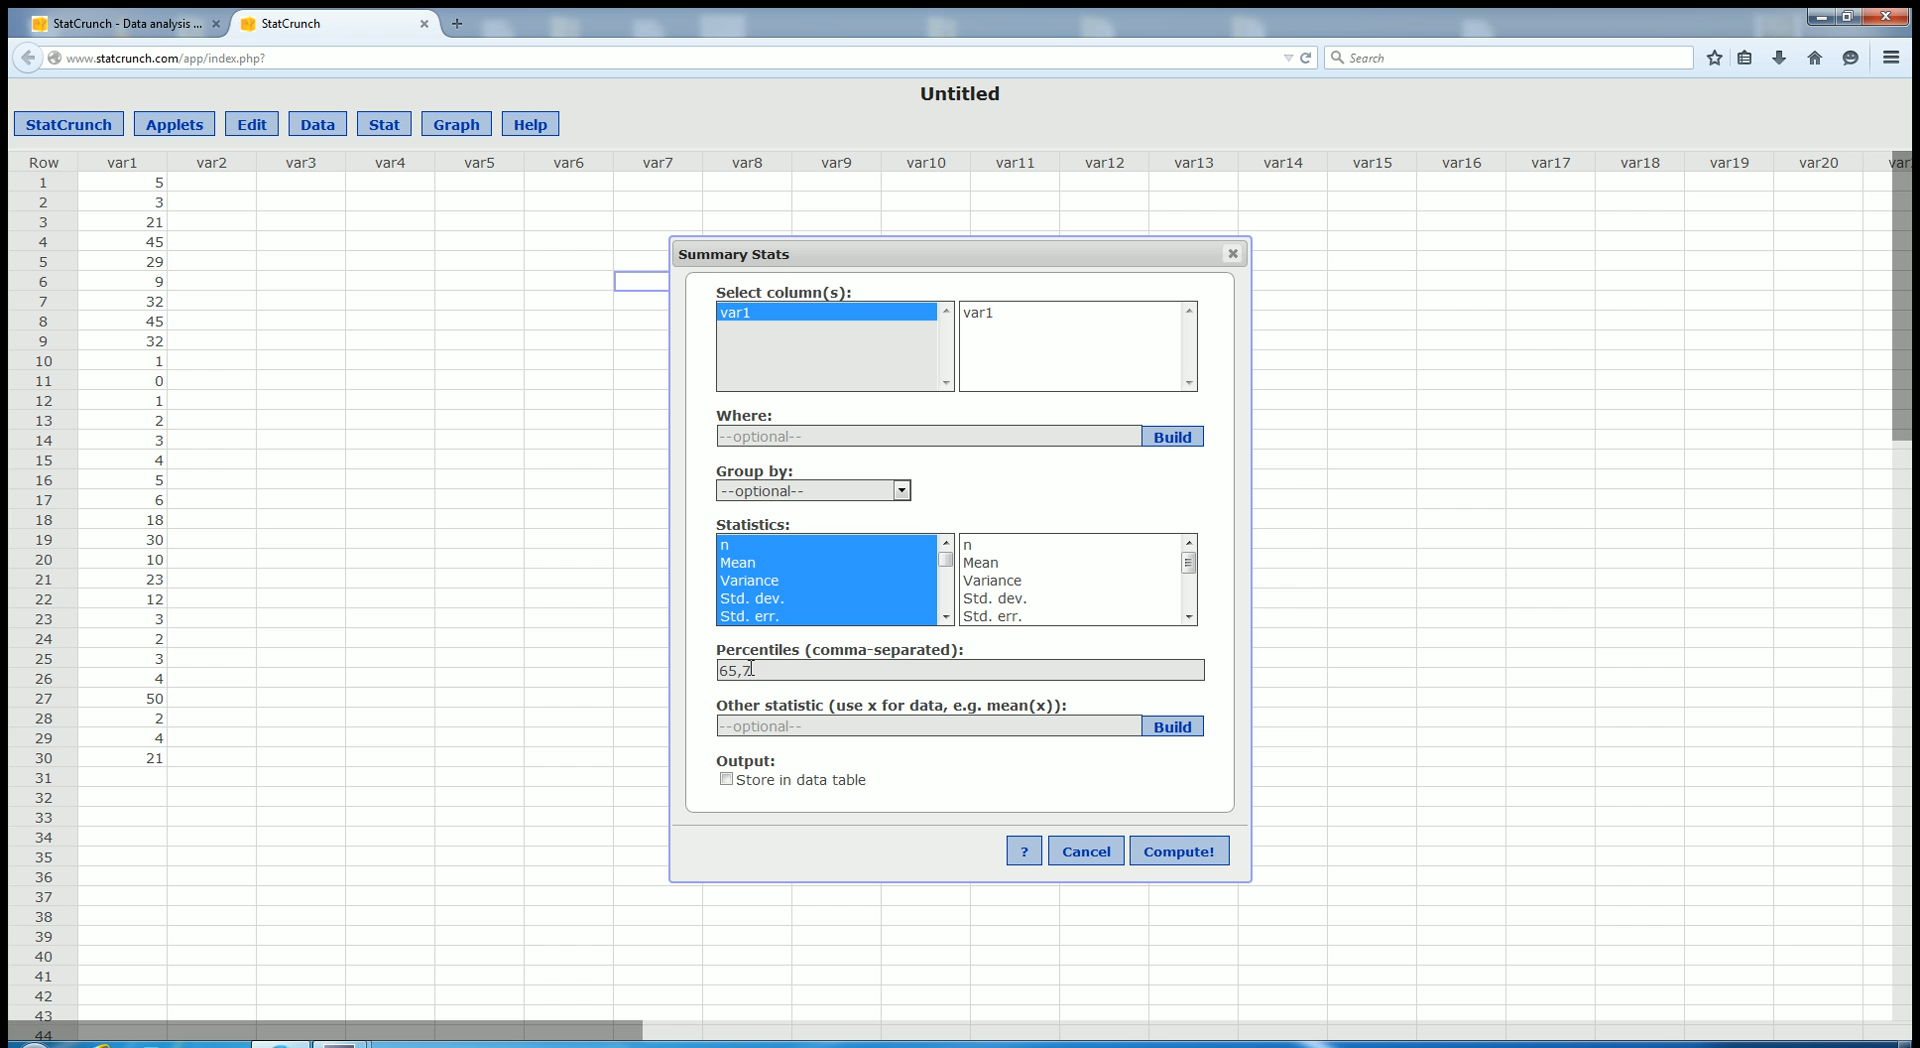 StatCrunch - Data analysis ...
StatCrunch
www.statcrunch.com/app/index.php?
Search
Untitled
StatCrunch Applets Edit Data Stat Graph Help
Row var1 var2 var3 var4 var5 var6 var7 var8 var9 var10 var11 var12 var13 var14 var15 var16 var17 var18 var19 var20 var
1 5
2 3
3 21
4 45
5 29
6 9
7 32
8 45
9 32
10 1
11 0
12 1
13 2
14 3
15 4
16 5
17 6
18 18
19 30
20 10
21 23
22 12
23 3
24 2
25 3
26 4
27 50
28 2
29 4
30 21
31
32
33
34
35
36
37
38
39
40
41
42
43
44
Summary Stats
Select column(s):
var1 var1
Where:
--optional-- Build
Group by:
--optional--
Statistics:
n n
Mean Mean
Variance Variance
Std. dev. Std. dev.
Std. err. Std. err.
Percentiles (comma-separated):
65,7
Other statistic (use x for data, e.g. mean(x)):
--optional-- Build
Output:
Store in data table
? Cancel Compute!